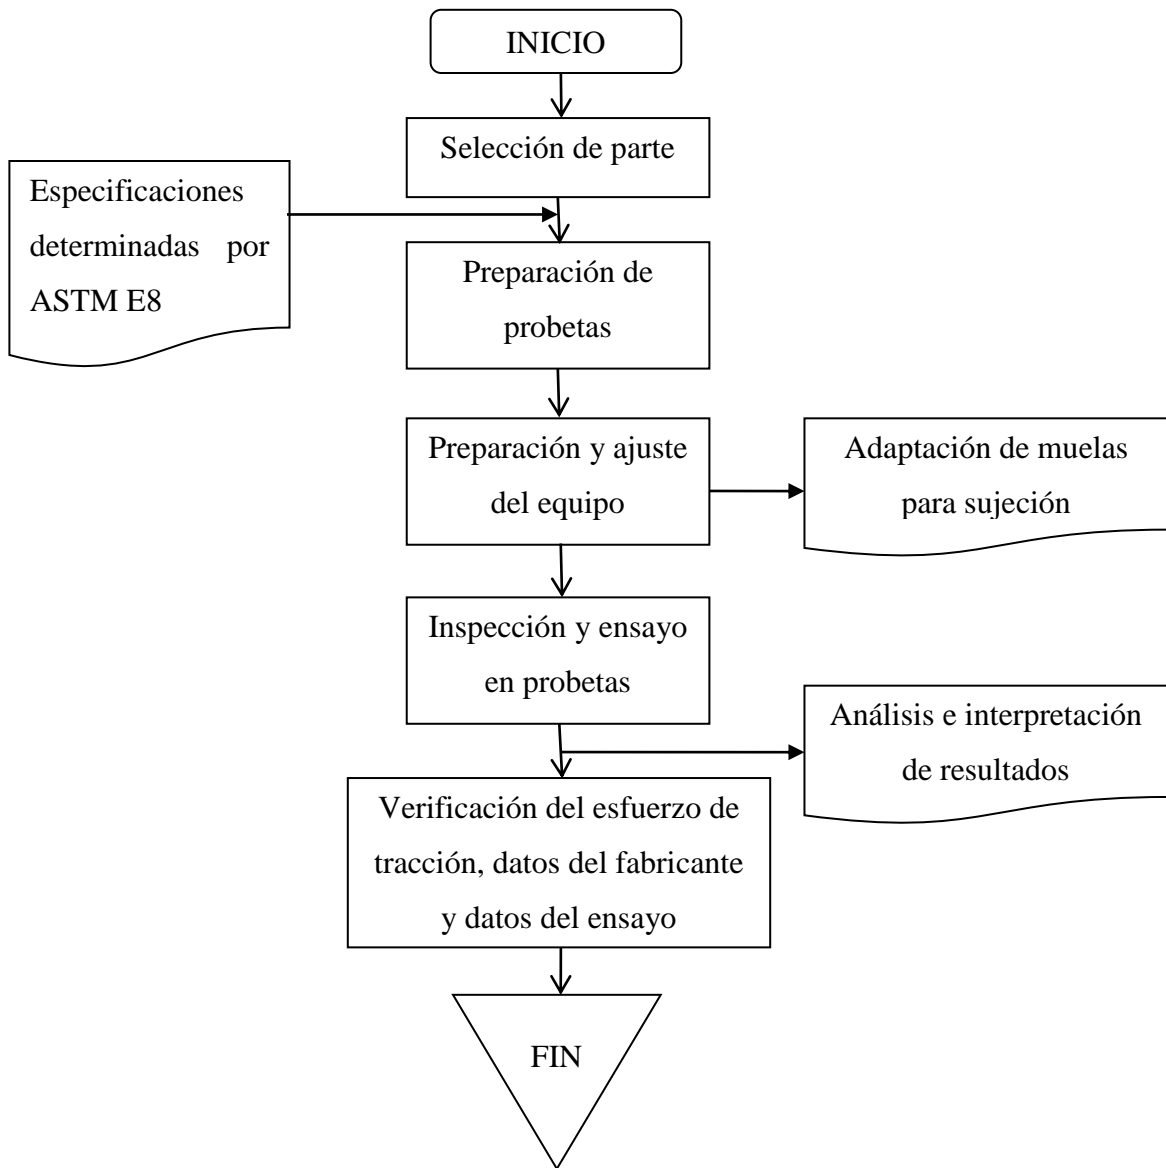 INICIO
Selección de parte
Especificaciones
determinadas por
ASTM E8
Preparación de
probetas
Preparación y ajuste
del equipo
Adaptación de muelas
para sujeción
Inspección y ensayo
en probetas
Análisis e interpretación
de resultados
Verificación del esfuerzo de
tracción, datos del fabricante
y datos del ensayo
FIN